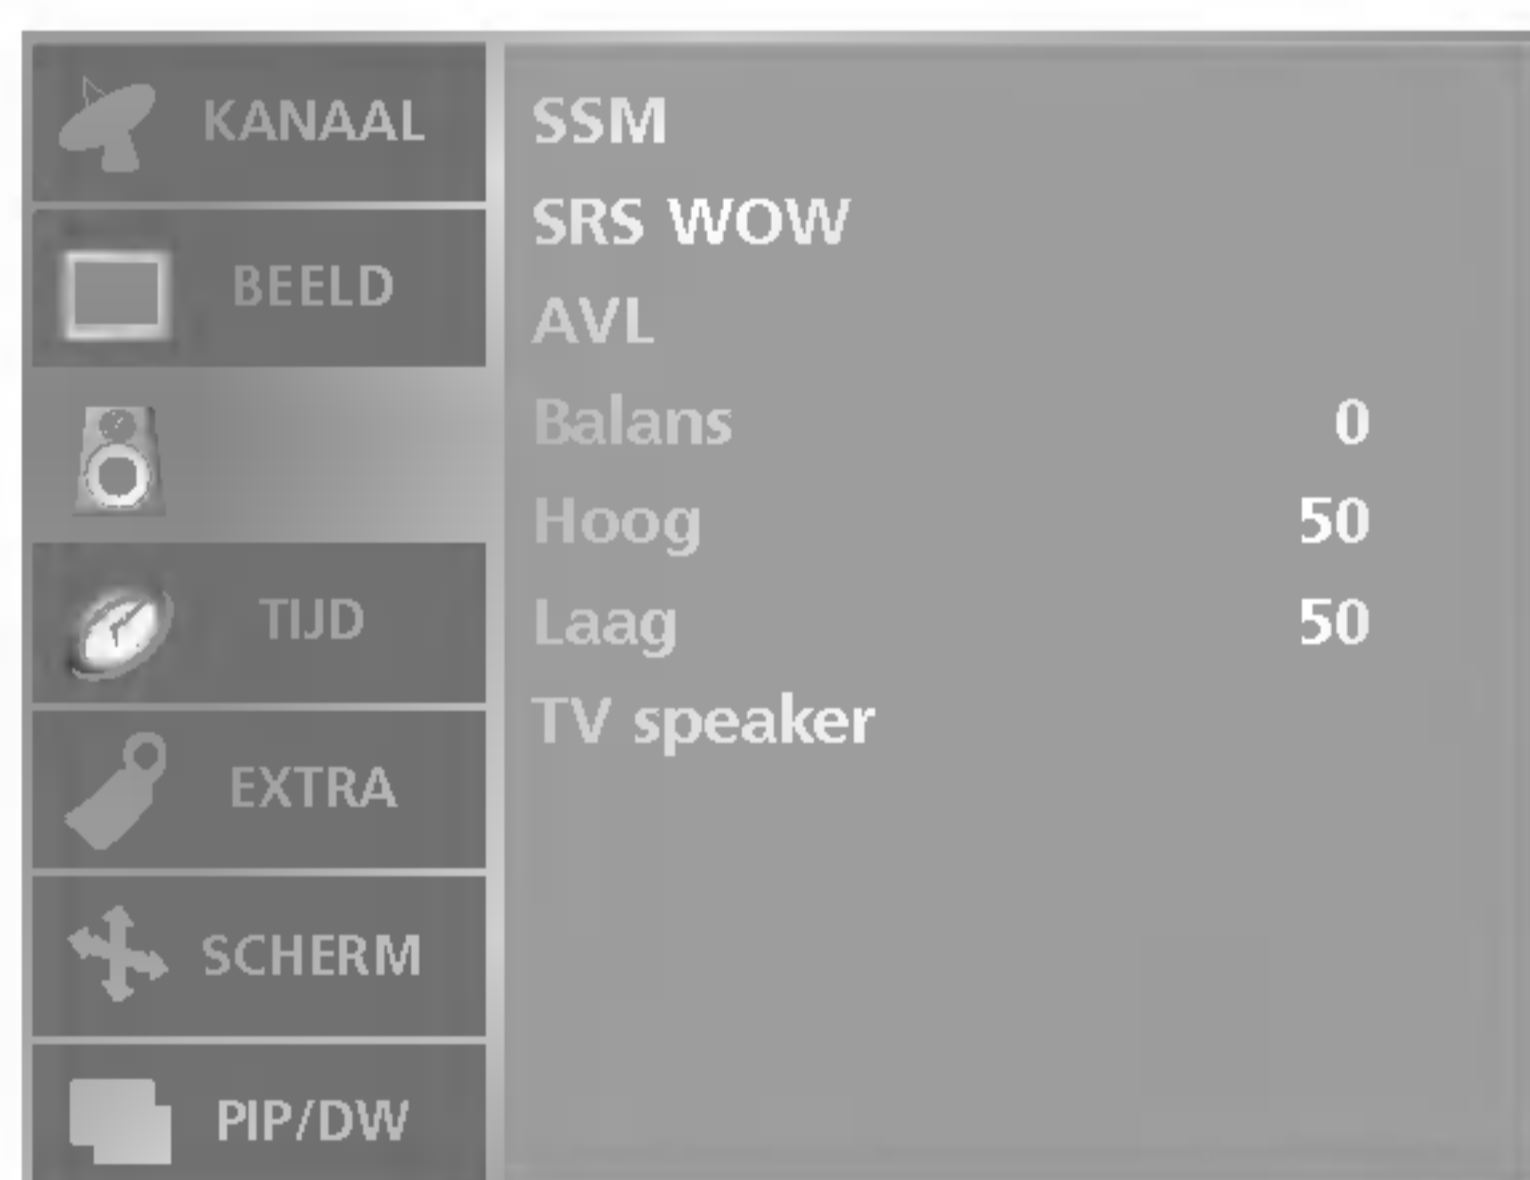 KANAAL
BEELD
TIJD
EXTRA
SCHERM
PIP/DW
SSM
SRS WOW
AVL
Balans 0
Hoog 50
Laag 50
TV speaker